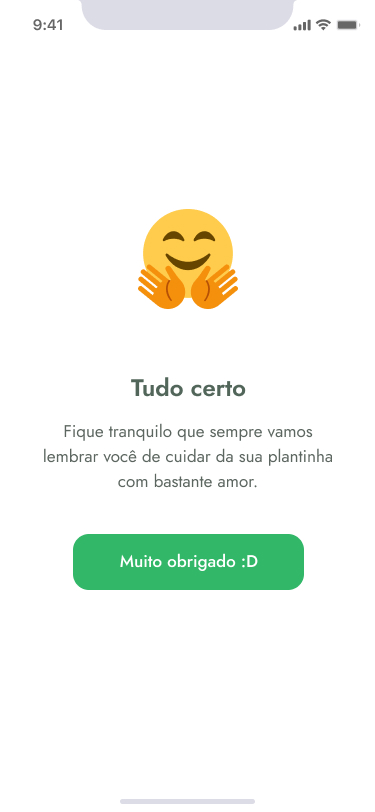 9:41
Tudo certo
Fique tranquilo que sempre vamos
lembrar você de cuidar da sua plantinha
com bastante amor.
Muito obrigado :D